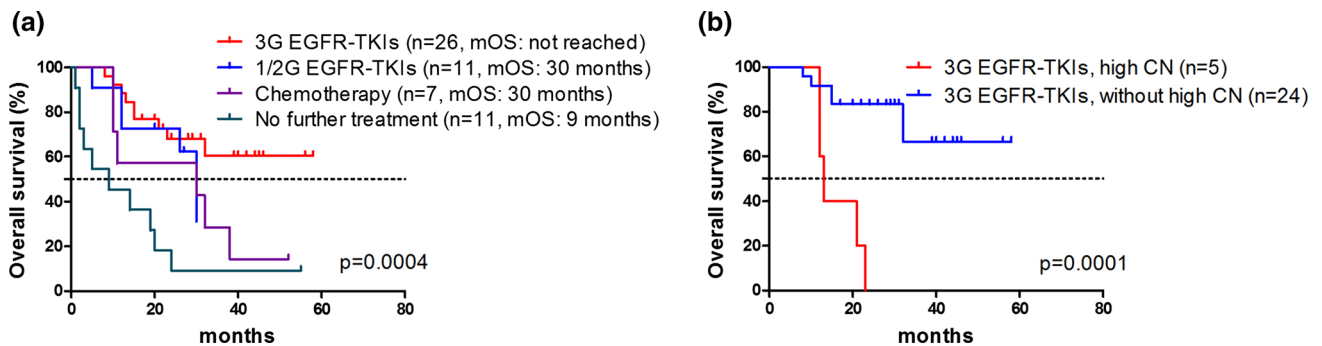 (a)
3G EGFR-TKIs (n=26, mOS: not reached)
1/2G EGFR-TKIs (n=11, mOS: 30 months)
Chemotherapy (n=7, mOS: 30 months)
No further treatment (n=11, mOS: 9 months)
Overall survival (%)
100
80
60
40
20
0
p=0.0004
0 20 40 60 80
months
(b)
3G EGFR-TKIs, high CN (n=5)
3G EGFR-TKIs, without high CN (n=24)
Overall survival (%)
100
80
60
40
20
0
p=0.0001
0 20 40 60 80
months